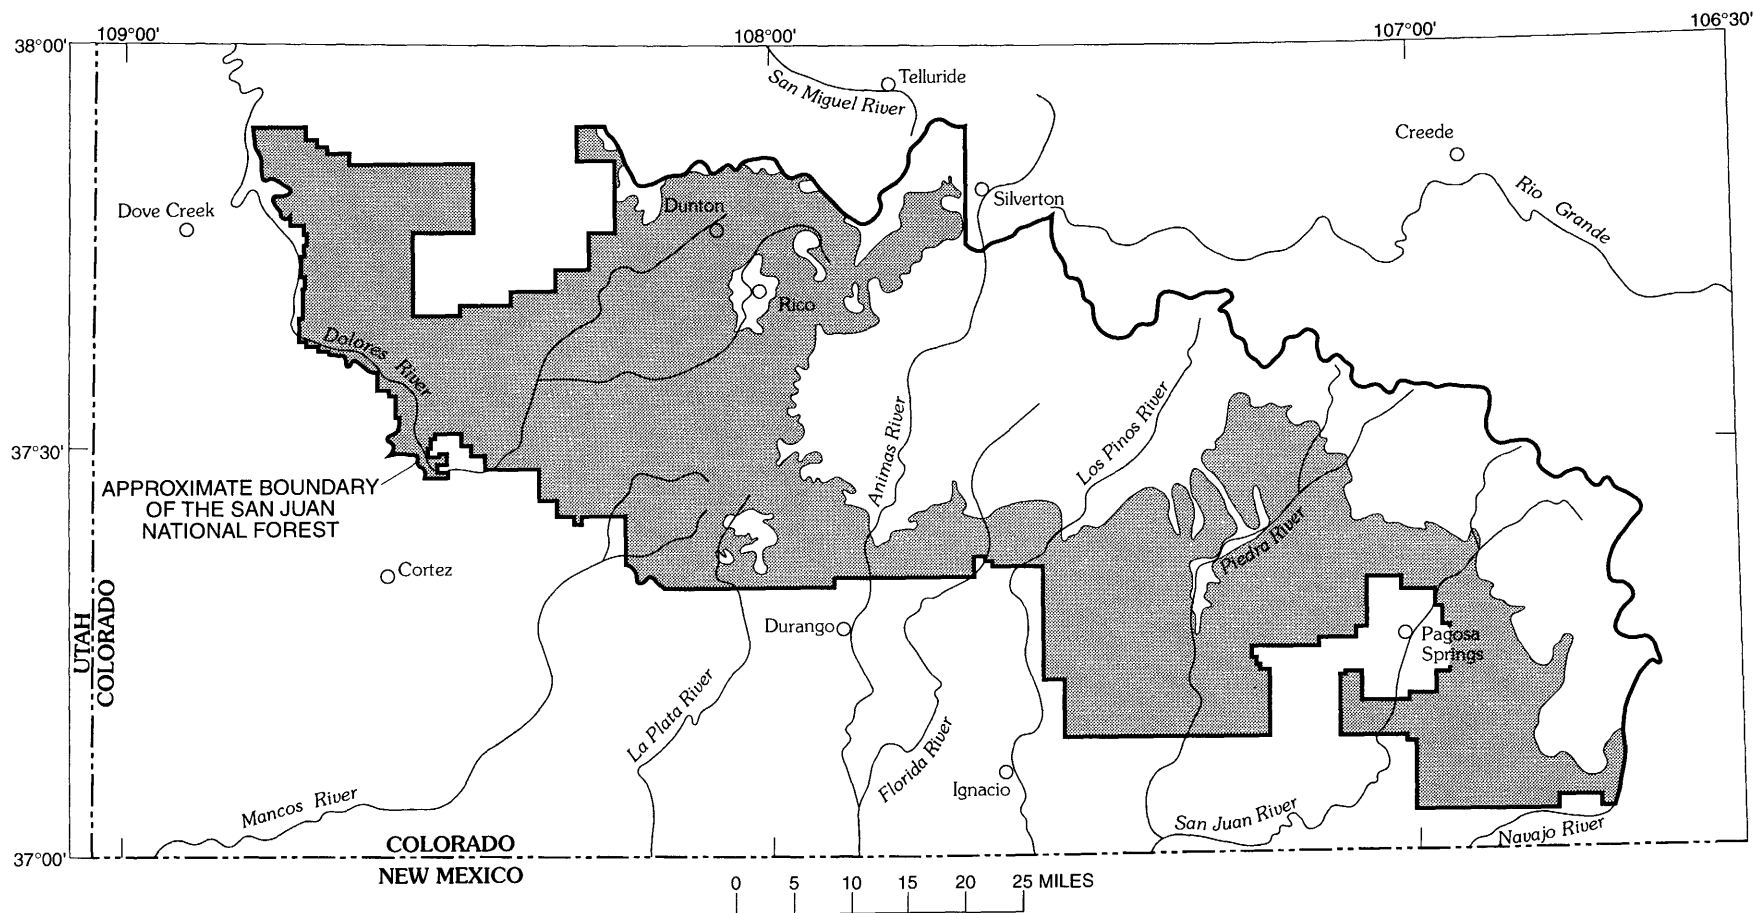 109°00'
108°00'
107°00'
106°30'
38°00'
Telluride
San Miguel River
Creede
Silverton
Rio Grande
Dove Creek
Dunton
Rico
Dolores River
37°30'
Animas River
Los Pinos River
APPROXIMATE BOUNDARY
OF THE SAN JUAN
NATIONAL FOREST
Piedra River
Cortez
UTAH
COLORADO
Durango
Pagosa
Springs
La Plata River
Florida River
Ignacio
Mancos River
San Juan River
Navajo River
37°00'
COLORADO
NEW MEXICO
0 5 10 15 20 25 MILES